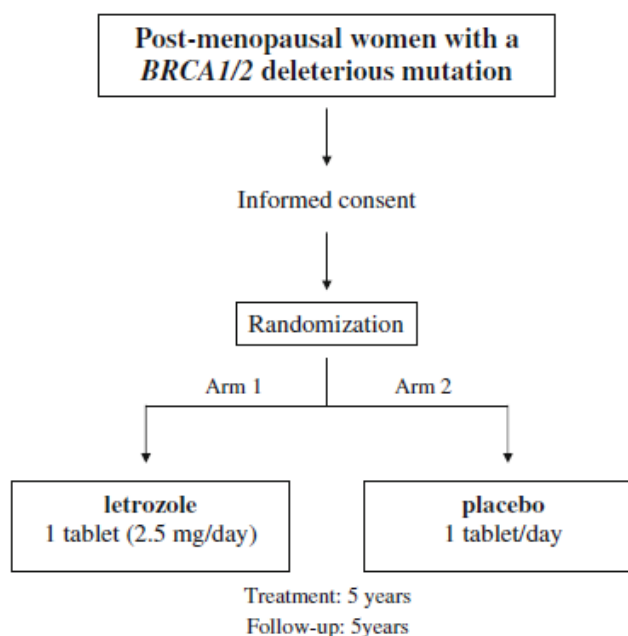 Post-menopausal women with a
BRCA1/2 deleterious mutation
Informed consent
Randomization
Arm 1
Arm 2
letrozole
1 tablet (2.5 mg/day)
placebo
1 tablet/day
Treatment: 5 years
Follow-up: 5years